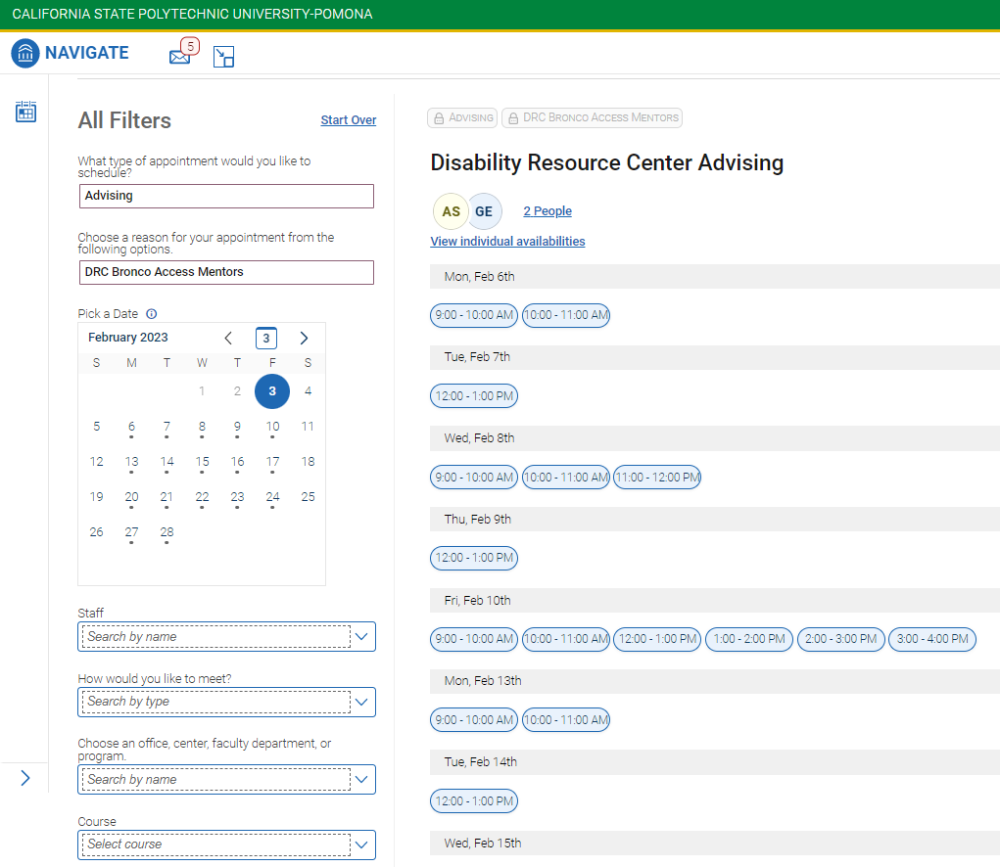 CALIFORNIA STATE POLYTECHNIC UNIVERSITY-POMONA
NAVIGATE
5
All Filters
Start Over
What type of appointment would you like to
schedule?
Advising
Choose a reason for your appointment from the
following options.
DRC Bronco Access Mentors
Pick a Date
February 2023
3
S M T W T F S
1 2 3 4
5 6 7 8 9 10 11
12 13 14 15 16 17 18
19 20 21 22 23 24 25
26 27 28
Staff
Search by name
How would you like to meet?
Search by type
Choose an office, center, faculty department, or
program.
Search by name
Course
Select course
ADVISING
DRC BRONCO ACCESS MENTORS
Disability Resource Center Advising
AS GE 2 People
View individual availabilities
Mon, Feb 6th
9:00 - 10:00 AM 10:00 - 11:00 AM
Tue, Feb 7th
12:00 - 1:00 PM
Wed, Feb 8th
9:00 - 10:00 AM 10:00 - 11:00 AM 11:00 - 12:00 PM
Thu, Feb 9th
12:00 - 1:00 PM
Fri, Feb 10th
9:00 - 10:00 AM 10:00 - 11:00 AM 12:00 - 1:00 PM 1:00 - 2:00 PM 2:00 - 3:00 PM 3:00 - 4:00 PM
Mon, Feb 13th
9:00 - 10:00 AM 10:00 - 11:00 AM
Tue, Feb 14th
12:00 - 1:00 PM
Wed, Feb 15th